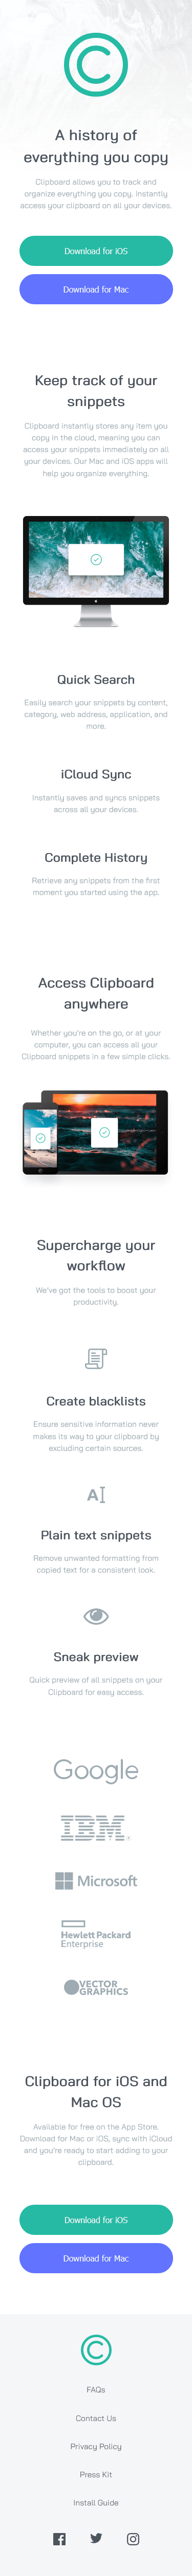 A history of
everything you copy
Clipboard allows you to track and
organize everything you copy. Instantly
access your clipboard on all your devices.
Download for iOS
Download for Mac
Keep track of your
snippets
Clipboard instantly stores any item you
copy in the cloud, meaning you can
access your snippets immediately on all
your devices. Our Mac and iOS apps will
help you organize everything.
Quick Search
Easily search your snippets by content,
category, web address, application, and
more.
iCloud Sync
Instantly saves and syncs snippets
across all your devices.
Complete History
Retrieve any snippets from the first
moment you started using the app.
Access Clipboard
anywhere
Whether you're on the go, or at your
computer, you can access all your
Clipboard snippets in a few simple clicks.
Supercharge your
workflow
We've got the tools to boost your
productivity.
Create blacklists
Ensure sensitive information never
makes its way to your clipboard by
excluding certain sources.
A
Plain text snippets
Remove unwanted formatting from
copied text for a consistent look.
Sneak preview
Quick preview of all snippets on your
Clipboard for easy access.
Google
IBM
Microsoft
Hewlett Packard
Enterprise
VECTOR
GRAPHICS
Clipboard for iOS and
Mac OS
Available for free on the App Store.
Download for Mac or iOS, sync with iCloud
and you're ready to start adding to your
clipboard.
Download for iOS
Download for Mac
FAQs
Contact Us
Privacy Policy
Press Kit
Install Guide